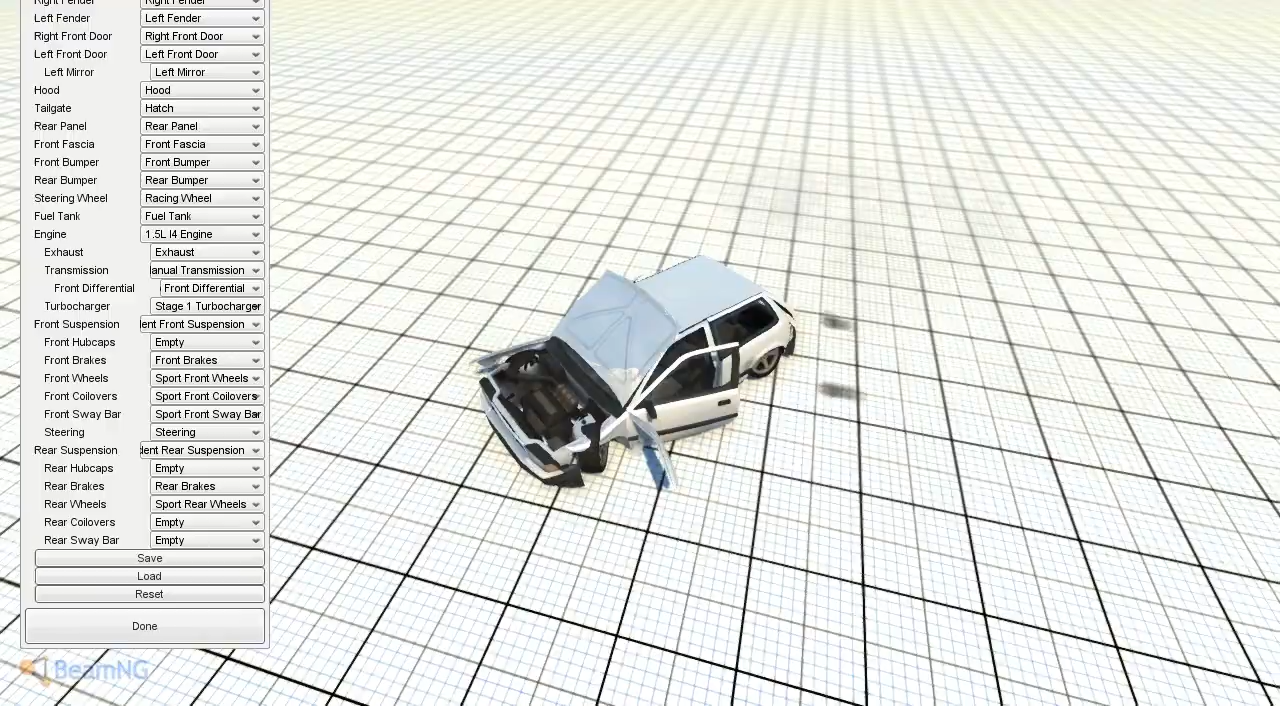 Right Fender Right Fender
Left Fender Left Fender
Right Front Door Right Front Door
Left Front Door Left Front Door
Left Mirror Left Mirror
Hood Hood
Tailgate Hatch
Rear Panel Rear Panel
Front Fascia Front Fascia
Front Bumper Front Bumper
Rear Bumper Rear Bumper
Steering Wheel Racing Wheel
Fuel Tank Fuel Tank
Engine 1.5L I4 Engine
Exhaust Exhaust
Transmission anual Transmission
Front Differential Front Differential
Turbocharger Stage 1 Turbocharger
Front Suspension dent Front Suspension
Front Hubcaps Empty
Front Brakes Front Brakes
Front Wheels Sport Front Wheels
Front Coilovers Sport Front Coilovers
Front Sway Bar Sport Front Sway Bar
Steering Steering
Rear Suspension dent Rear Suspension
Rear Hubcaps Empty
Rear Brakes Rear Brakes
Rear Wheels Sport Rear Wheels
Rear Coilovers Empty
Rear Sway Bar Empty
Save
Load
Reset
Done
BeamNG